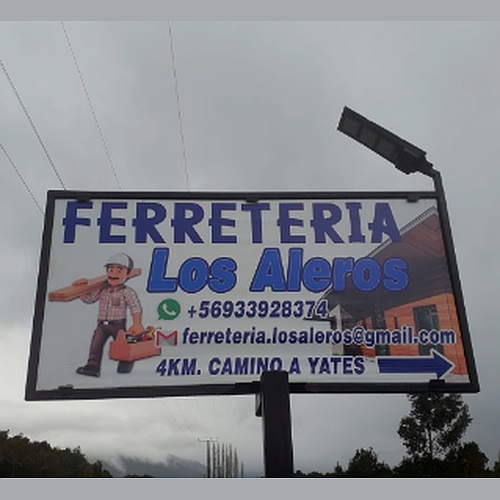 FERRETERIA
Los Aleros
+56933928374
ferreteria.losaleros@gmail.com
4KM. CAMINO A YATES